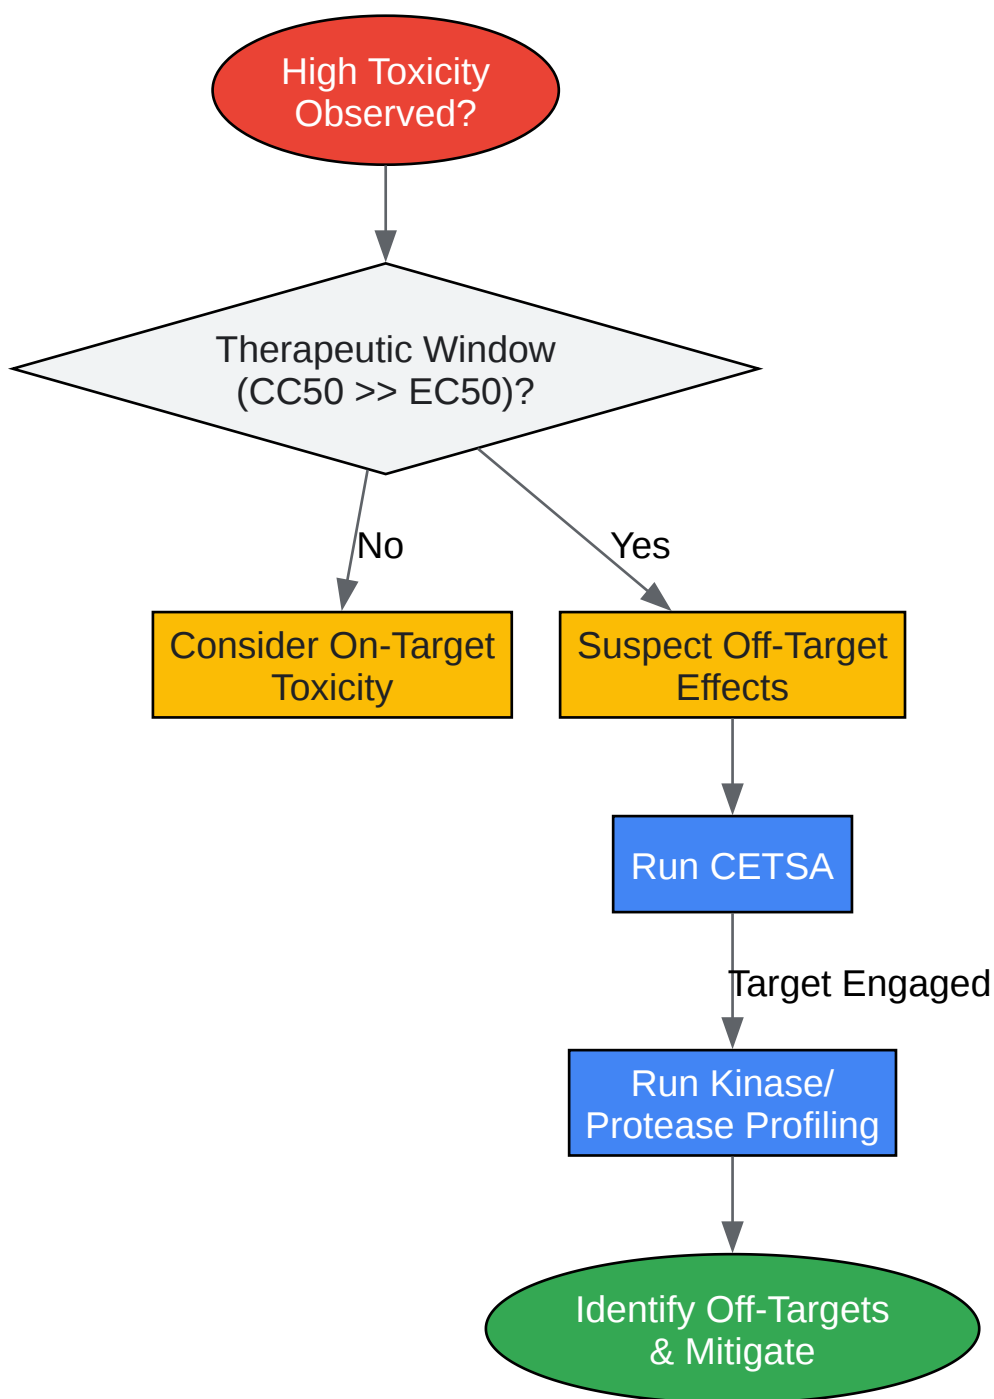 High Toxicity
Observed?
Therapeutic Window
(CC50 >> EC50)?
No
Yes
Consider On-Target
Toxicity
Suspect Off-Target
Effects
Run CETSA
Target Engaged
Run Kinase/
Protease Profiling
Identify Off-Targets
& Mitigate